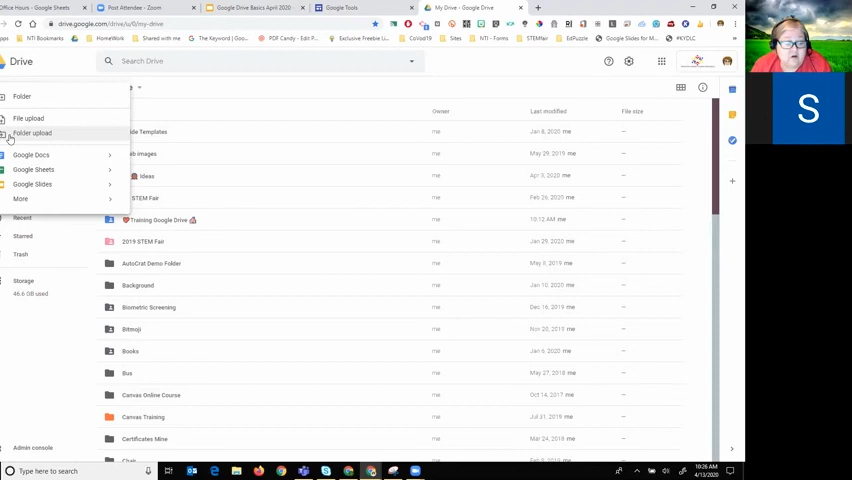 Office Hours - Google Sheets
Post Attendee - Zoom
Google Drive Basics April 2020 -
Google Tools
My Drive - Google Drive
drive.google.com/drive/u/0/my-drive
NTI Bookmarks
HomeWork
Shared with me
The Keyword | Goo...
PDF Candy - Edit P...
Exclusive Free Livel...
CoVod19
Sites
NTI - Forms
STEMfair
EdPuzzle
Google Slides for M...
#KYDLC
Drive
Search Drive
Folder
File upload
Folder upload
Google Docs
Google Sheets
Google Slides
More
Recent
Starred
Trash
Storage
46.6 GB used
Admin console
Owner
Last modified
File size
me
Jan 8, 2020 me
–
me
May 29, 2019 me
–
Ideas
me
Apr 3, 2020 me
–
STEM Fair
me
Feb 26, 2020 me
–
Training Google Drive
me
10:12 AM me
–
2019 STEM Fair
me
Jan 29, 2020 me
–
AutoCrat Demo Folder
me
May 8, 2019 me
–
Background
me
Jan 10, 2020 me
–
Biometric Screening
me
Dec 16, 2019 me
–
Bitmoji
me
Nov 20, 2019 me
–
Books
me
Jan 6, 2020 me
–
Bus
me
May 27, 2018 me
–
Canvas Online Course
me
Oct 14, 2017 me
–
Canvas Training
me
Jul 31, 2019 me
–
Certificates Mine
me
Mar 24, 2018 me
–
Chair
S
Type here to search
10:26 AM
4/13/2020